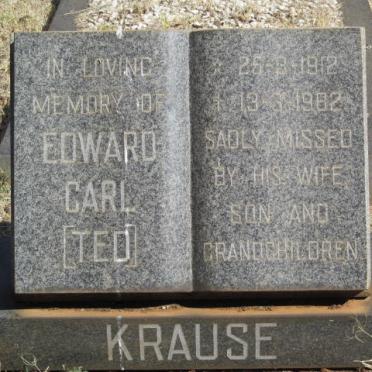 IN LOVING
MEMORY OF
EDWARD
CARL
[TED]
25-8-1912
13-3-1982
SADLY MISSED
BY HIS WIFE
SON AND
GRANDCHILDREN
KRAUSE